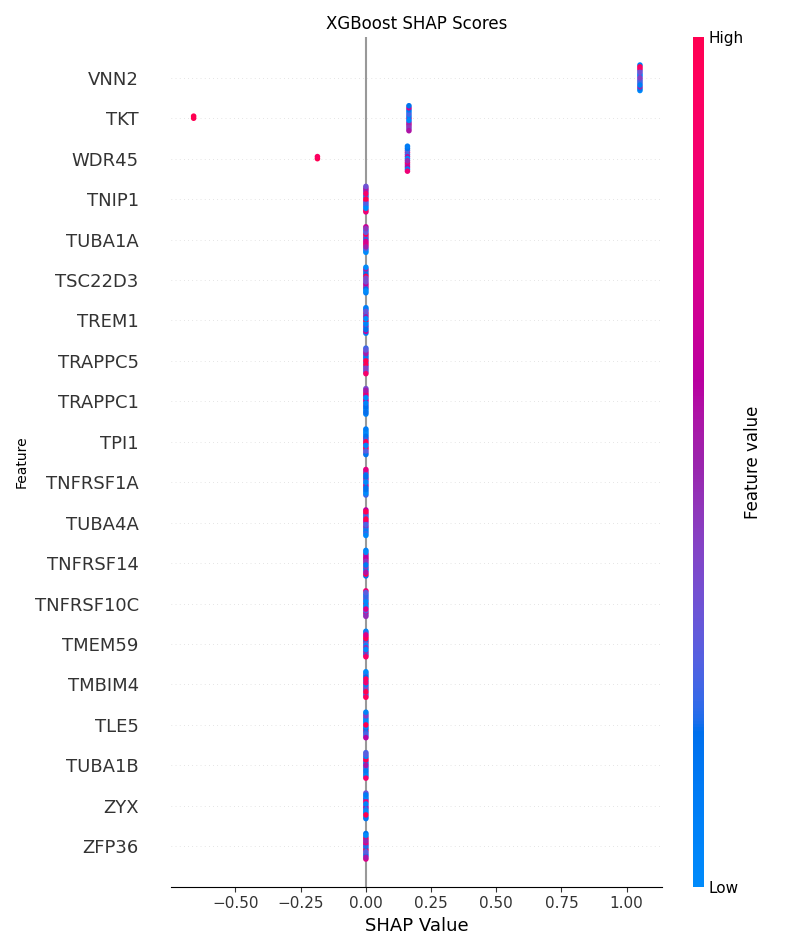 XGBoost SHAP Scores
High
VNN2
TKT
WDR45
TNIP1
TUBA1A
TSC22D3
TREM1
TRAPPC5
TRAPPC1
TPI1
TNFRSF1A
TUBA4A
TNFRSF14
TNFRSF10C
TMEM59
TMBIM4
TLE5
TUBA1B
ZYX
ZFP36
Feature
Feature value
Low
−0.50 −0.25 0.00 0.25 0.50 0.75 1.00
SHAP Value